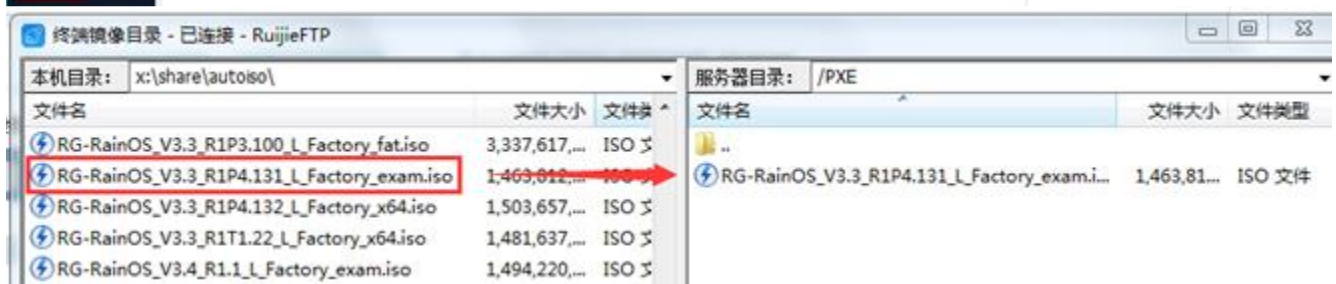 终端镜像目录 - 已连接 - RuijieFTP
本机目录： x:\share\autoiso\
服务器目录： /PXE
文件名 文件大小 文件类
文件名 文件大小 文件类型
RG-RainOS_V3.3_R1P3.100_L_Factory_fat.iso 3,337,617,... ISO 文
..
RG-RainOS_V3.3_R1P4.131_L_Factory_exam.iso 1,463,812,...
RG-RainOS_V3.3_R1P4.131_L_Factory_exam.i... 1,463,81... ISO 文件
RG-RainOS_V3.3_R1P4.132_L_Factory_x64.iso 1,503,657,... ISO 文
RG-RainOS_V3.3_R1T1.22_L_Factory_x64.iso 1,481,637,... ISO 文
RG-RainOS_V3.4_R1.1_L_Factory_exam.iso 1,494,220,... ISO 文